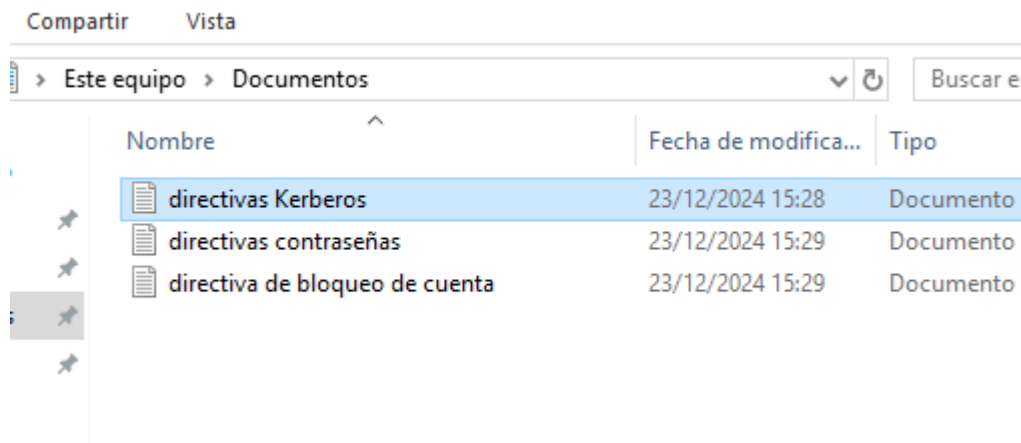 Compartir Vista
> Este equipo > Documentos Buscar e
Nombre Fecha de modifica... Tipo
directivas Kerberos 23/12/2024 15:28 Documento
directivas contraseñas 23/12/2024 15:29 Documento
directiva de bloqueo de cuenta 23/12/2024 15:29 Documento